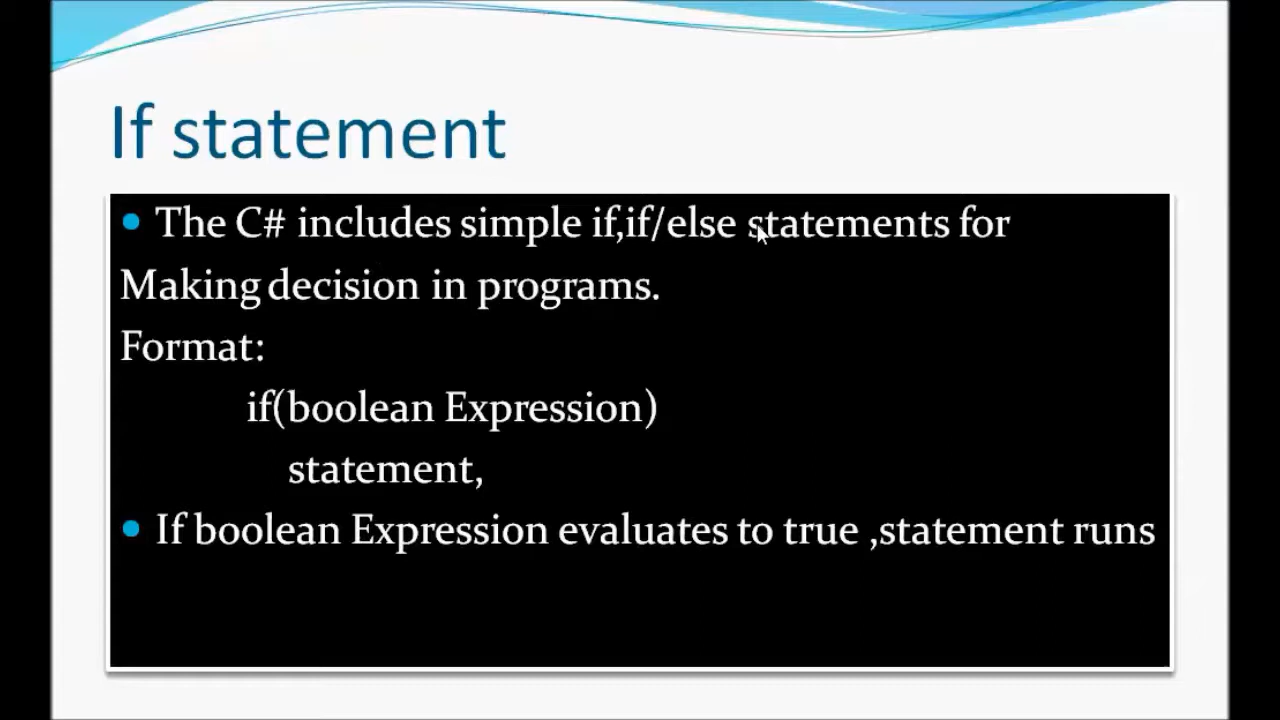 If statement
• The C# includes simple if,if/else statements for
Making decision in programs.
Format:
if(boolean Expression)
statement,
• If boolean Expression evaluates to true ,statement runs